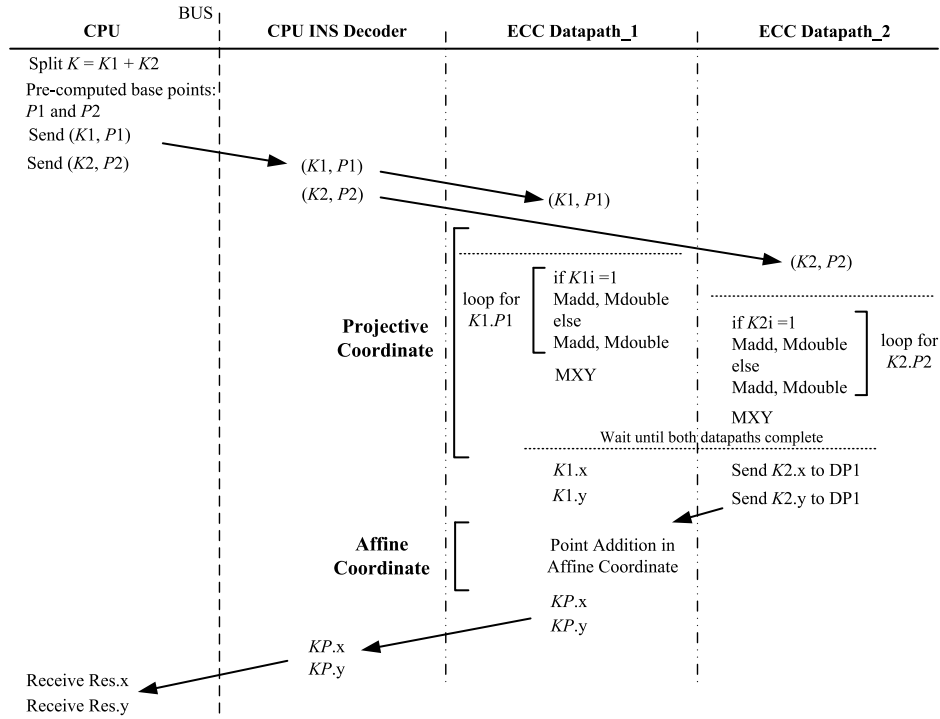 BUS
CPU
CPU INS Decoder
ECC Datapath_1
ECC Datapath_2
Split K = K1 + K2
Pre-computed base points:
P1 and P2
Send (K1, P1)
Send (K2, P2)
(K1, P1)
(K2, P2)
(K1, P1)
(K2, P2)
Projective
Coordinate
loop for
K1.P1
if K1i =1
Madd, Mdouble
else
Madd, Mdouble
MXY
if K2i =1
Madd, Mdouble
else
Madd, Mdouble
loop for
K2.P2
MXY
Wait until both datapaths complete
K1.x
K1.y
Send K2.x to DP1
Send K2.y to DP1
Affine
Coordinate
Point Addition in
Affine Coordinate
KP.x
KP.y
KP.x
KP.y
Receive Res.x
Receive Res.y